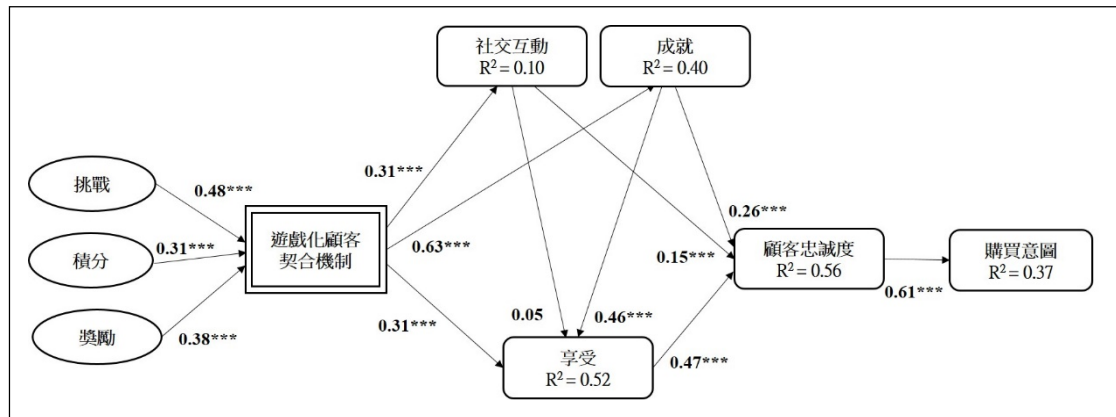 社交互動
R² = 0.10
成就
R² = 0.40
挑戰
0.48***
積分
0.31***
獎勵
0.38***
遊戲化顧客
契合機制
0.31***
0.63***
0.31***
0.05
0.46***
享受
R² = 0.52
0.26***
0.15***
0.47***
顧客忠誠度
R² = 0.56
0.61***
購買意圖
R² = 0.37